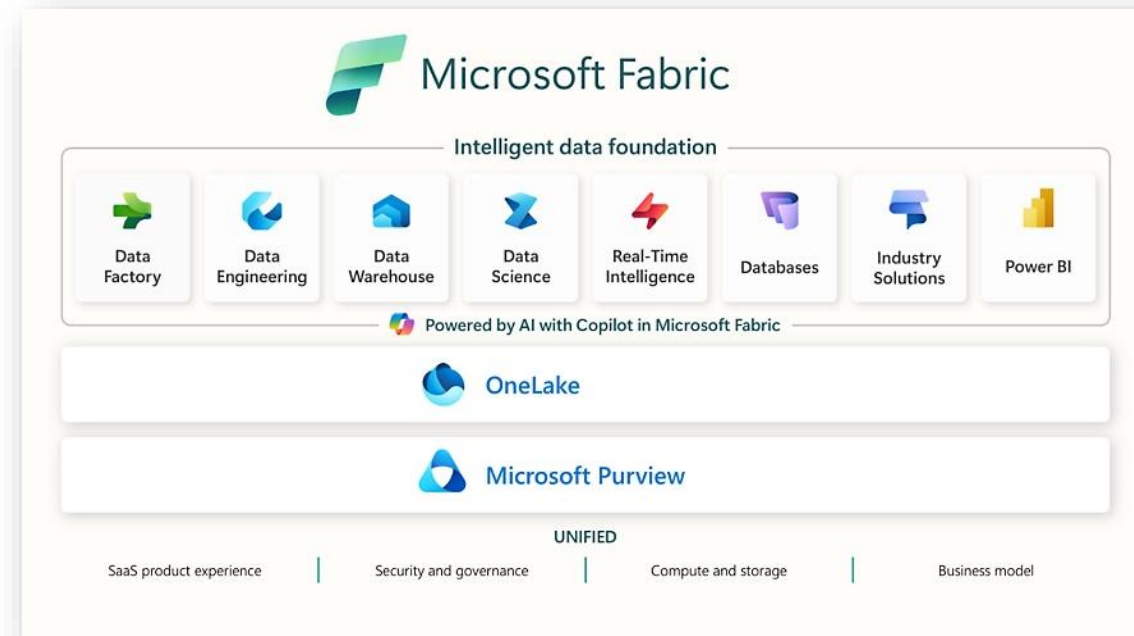 Microsoft Fabric
Intelligent data foundation
Data
Factory
Data
Engineering
Data
Warehouse
Data
Science
Real-Time
Intelligence
Databases
Industry
Solutions
Power BI
Powered by AI with Copilot in Microsoft Fabric
OneLake
Microsoft Purview
UNIFIED
SaaS product experience
Security and governance
Compute and storage
Business model